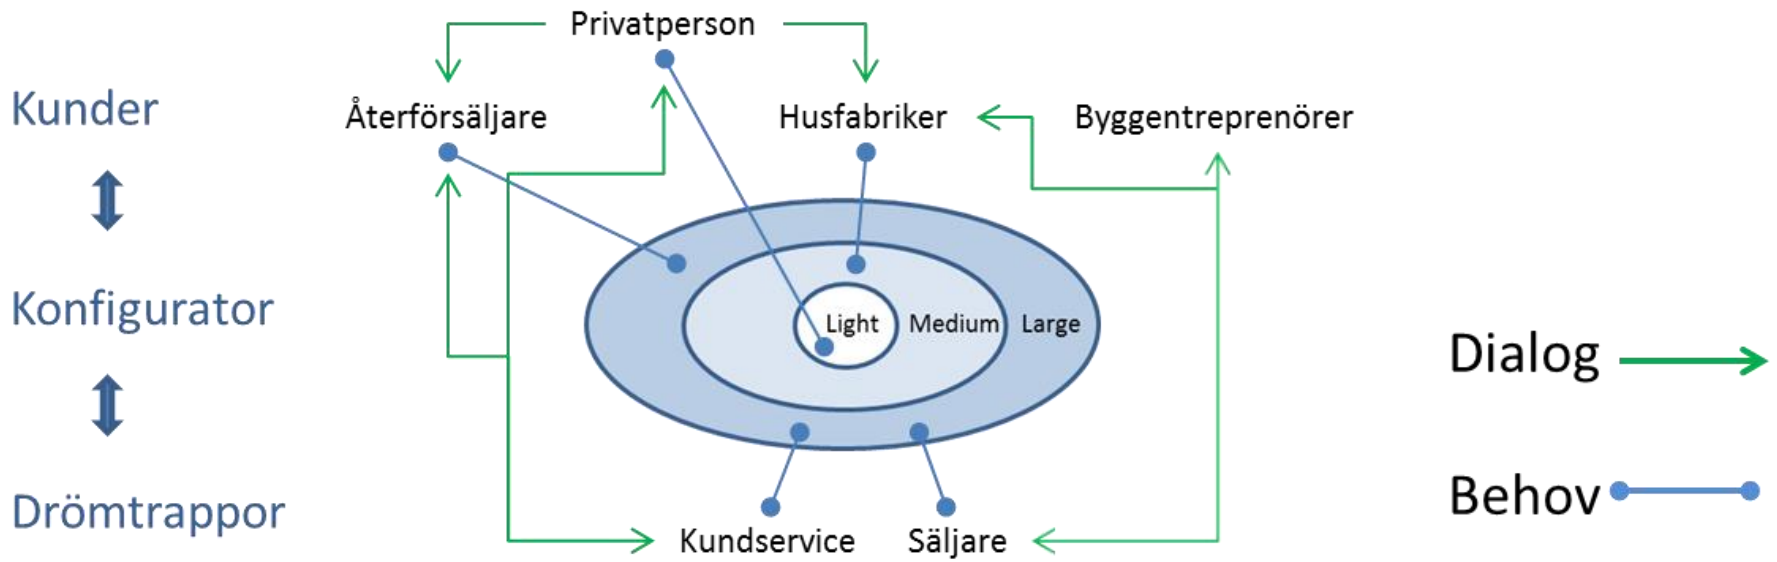 Privatperson
Kunder
Återförsäljare
Husfabriker
Byggentreprenörer
Konfigurator
Light
Medium
Large
Dialog
Behov
Drömtrappor
Kundservice
Säljare